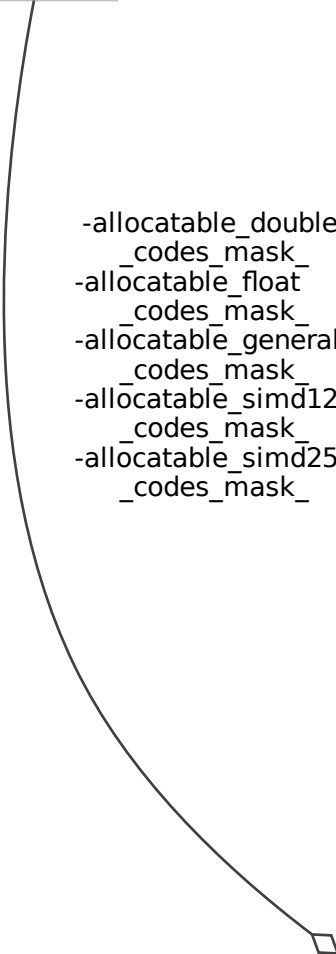 -allocatable_double
_codes_mask_
-allocatable_float
_codes_mask_
-allocatable_general
_codes_mask_
-allocatable_simd12
_codes_mask_
-allocatable_simd25
_codes_mask_